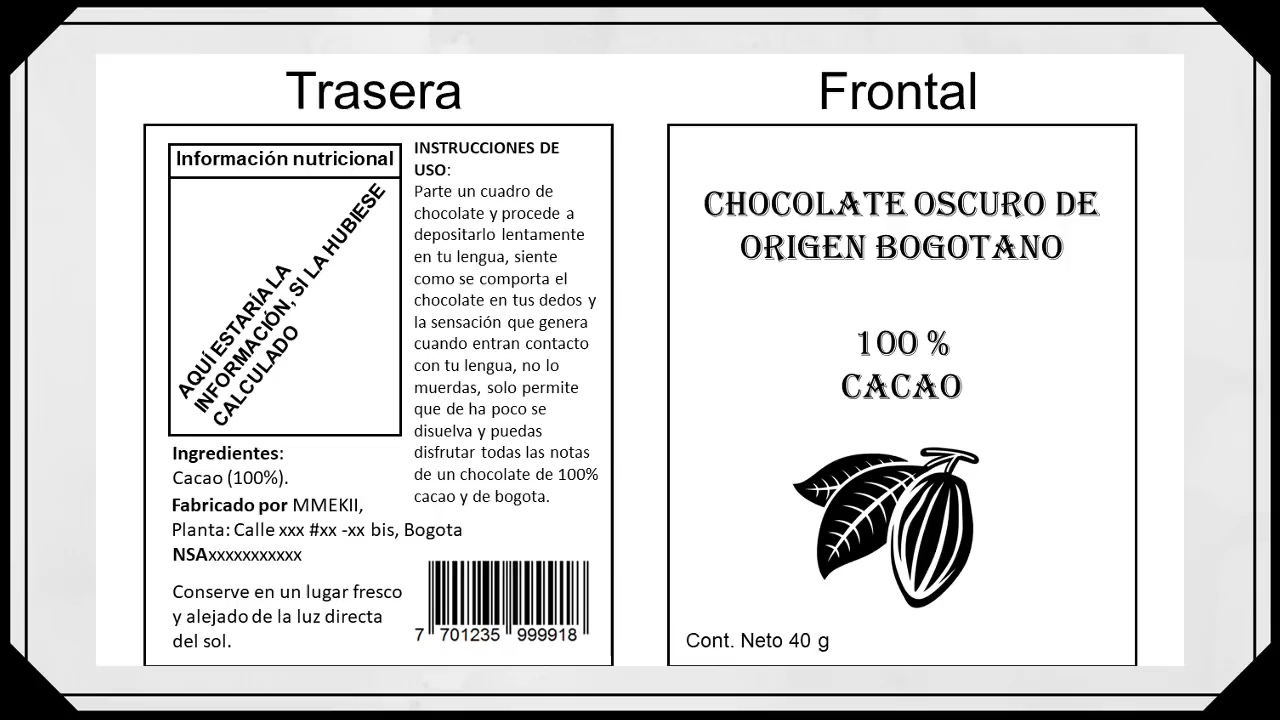 Trasera
Información nutricional
AQUÍ ESTARÍA LA
INFORMACIÓN, SI LA HUBIESE
CALCULADO
Ingredientes:
Cacao (100%).
Fabricado por MMEKII,
Planta: Calle xxx #xx -xx bis, Bogota
NSAxxxxxxxxxxx
Conserve en un lugar fresco
y alejado de la luz directa
del sol.
INSTRUCCIONES DE
USO:
Parte un cuadro de
chocolate y procede a
depositarlo lentamente
en tu lengua, siente
como se comporta el
chocolate en tus dedos y
la sensación que genera
cuando entran contacto
con tu lengua, no lo
muerdas, solo permite
que de ha poco se
disuelva y puedas
disfrutar todas las notas
de un chocolate de 100%
cacao y de bogota.
7 701235 999918
Frontal
CHOCOLATE OSCURO DE
ORIGEN BOGOTANO
100 %
CACAO
Cont. Neto 40 g